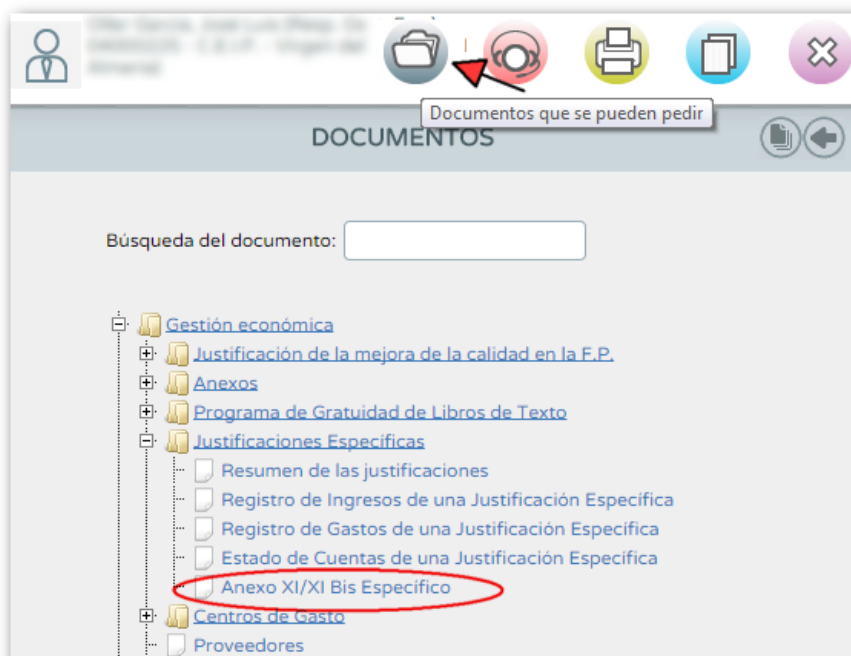 Documentos que se pueden pedir
DOCUMENTOS
Búsqueda del documento:
Gestión económica
Justificación de la mejora de la calidad en la F.P.
Anexos
Programa de Gratuidad de Libros de Texto
Justificaciones Específicas
Resumen de las justificaciones
Registro de Ingresos de una Justificación Específica
Registro de Gastos de una Justificación Específica
Estado de Cuentas de una Justificación Específica
Anexo XI/XI Bis Específico
Centros de Gasto
Proveedores